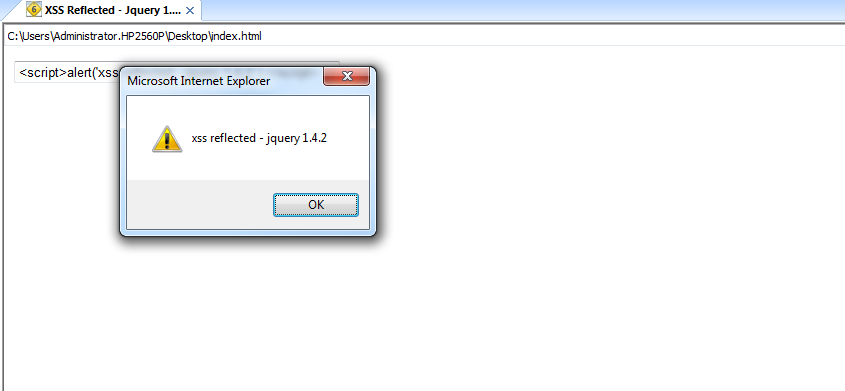 6 XSS Reflected - Jquery 1....
C:\Users\Administrator.HP2560P\Desktop\index.html
<script>alert('xss
Microsoft Internet Explorer
xss reflected - jquery 1.4.2
OK